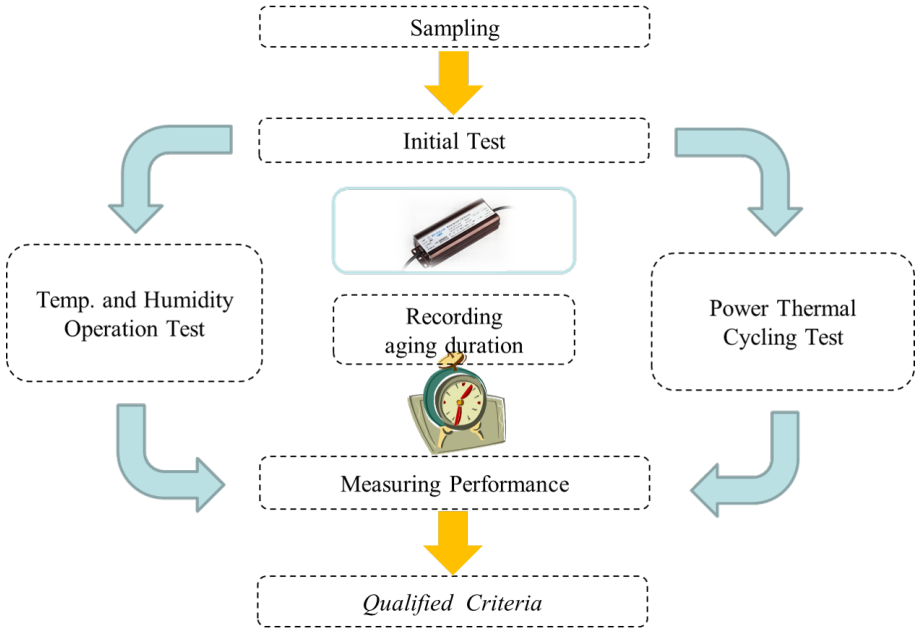 Sampling
Initial Test
Temp. and Humidity
Operation Test
Recording
aging duration
Power Thermal
Cycling Test
Measuring Performance
Qualified Criteria